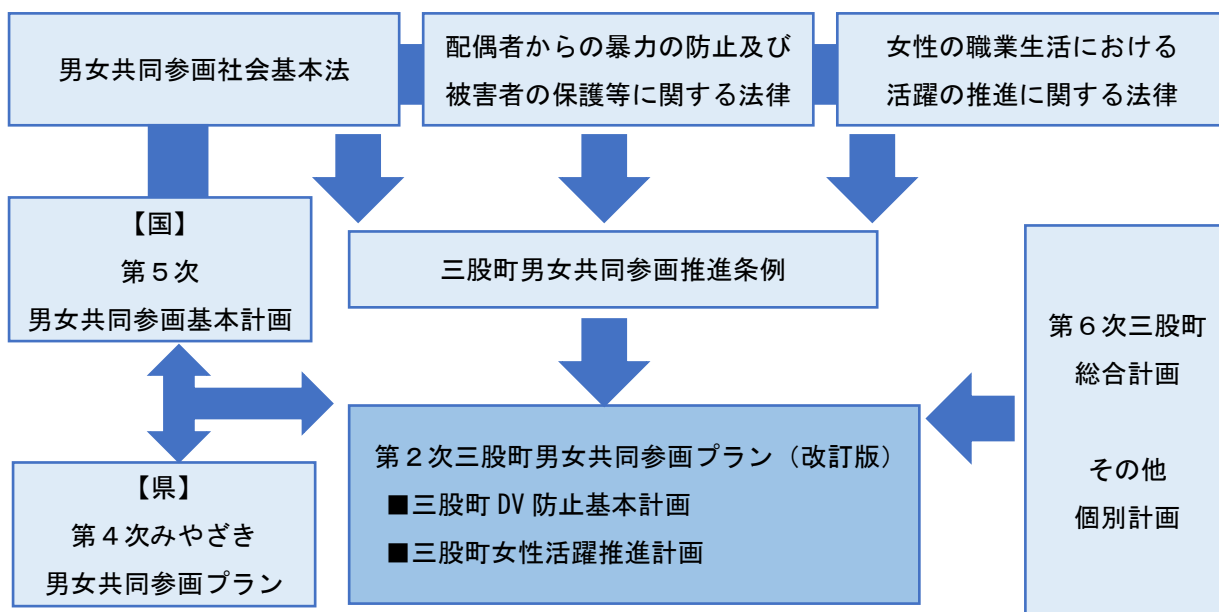 男女共同参画社会基本法
配偶者からの暴力の防止及び
被害者の保護等に関する法律
女性の職業生活における
活躍の推進に関する法律
【国】
第５次
男女共同参画基本計画
三股町男女共同参画推進条例
第６次三股町
総合計画
その他
個別計画
第２次三股町男女共同参画プラン（改訂版）
■三股町 DV 防止基本計画
■三股町女性活躍推進計画
【県】
第４次みやざき
男女共同参画プラン